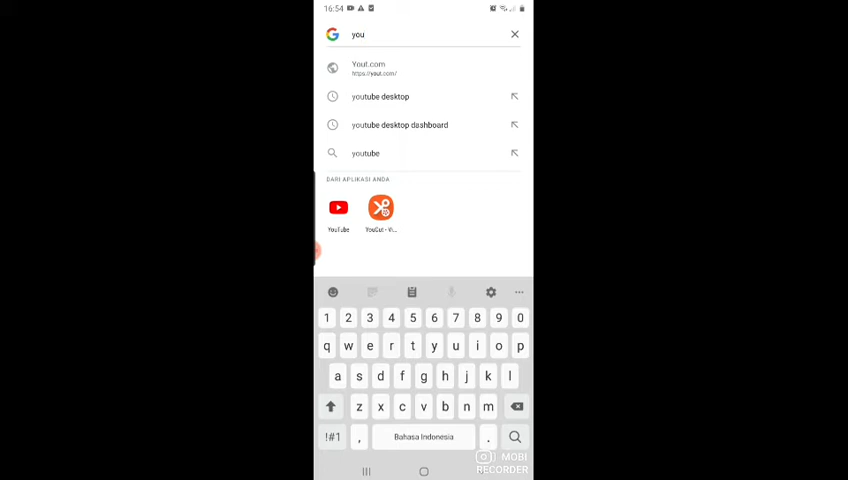 16:54
you
Yout.com
https://yout.com/
youtube desktop
youtube desktop dashboard
youtube
DARI APLIKASI ANDA
YouTube
YouCut - Vi...
1 2 3 4 5 6 7 8 9 0
q w e r t y u i o p
a s d f g h j k l
z x c v b n m
!#1 , Bahasa Indonesia .
MOBI
RECORDER